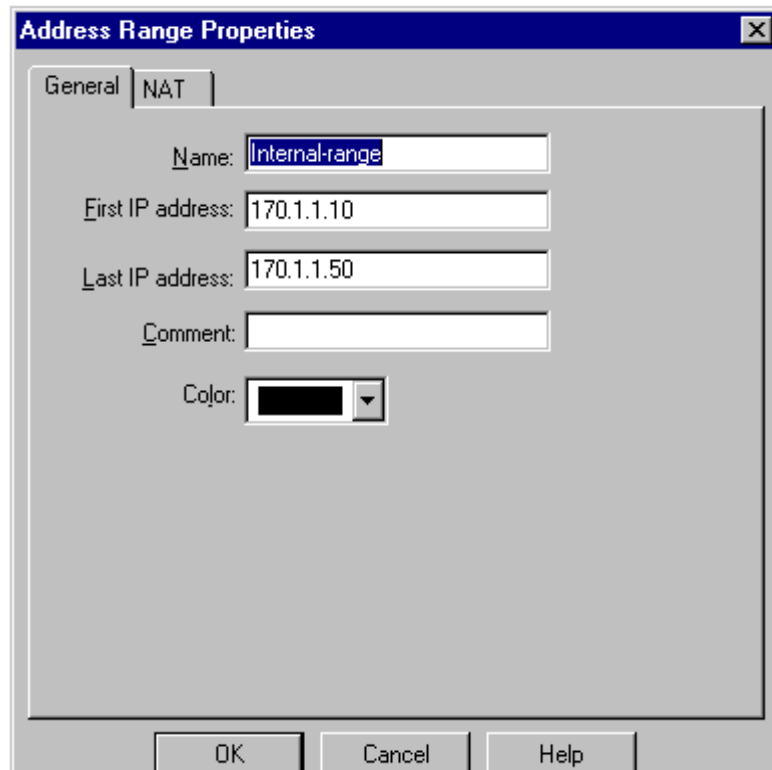 Address Range Properties
General NAT
Name: Internal-range
First IP address: 170.1.1.10
Last IP address: 170.1.1.50
Comment:
Color:
OK Cancel Help